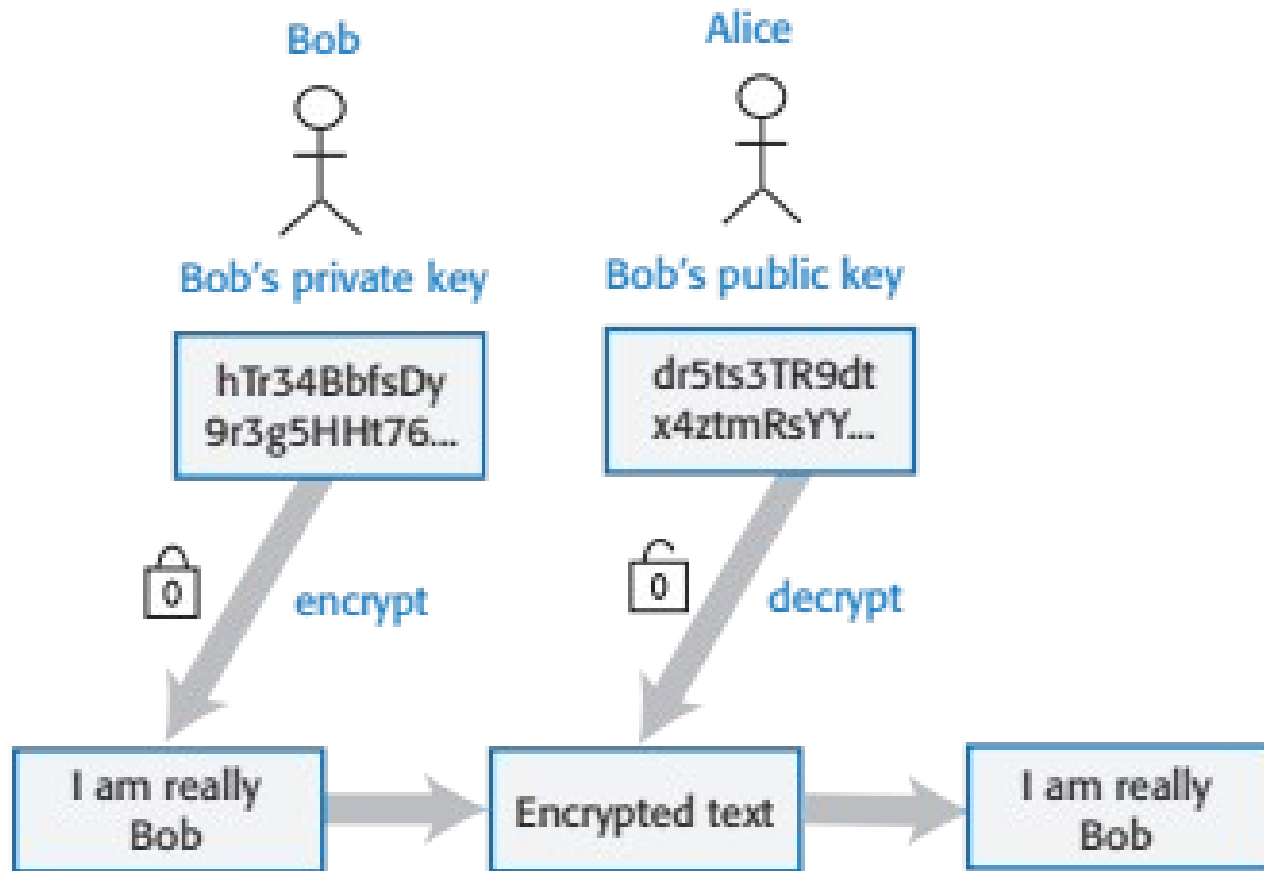 Bob
Alice
Bob's private key
Bob's public key
hTr34BbfsDy
9r3g5HHt76...
dr5ts3TR9dt
x4ztmRsYY...
0
encrypt
0
decrypt
I am really
Bob
Encrypted text
I am really
Bob